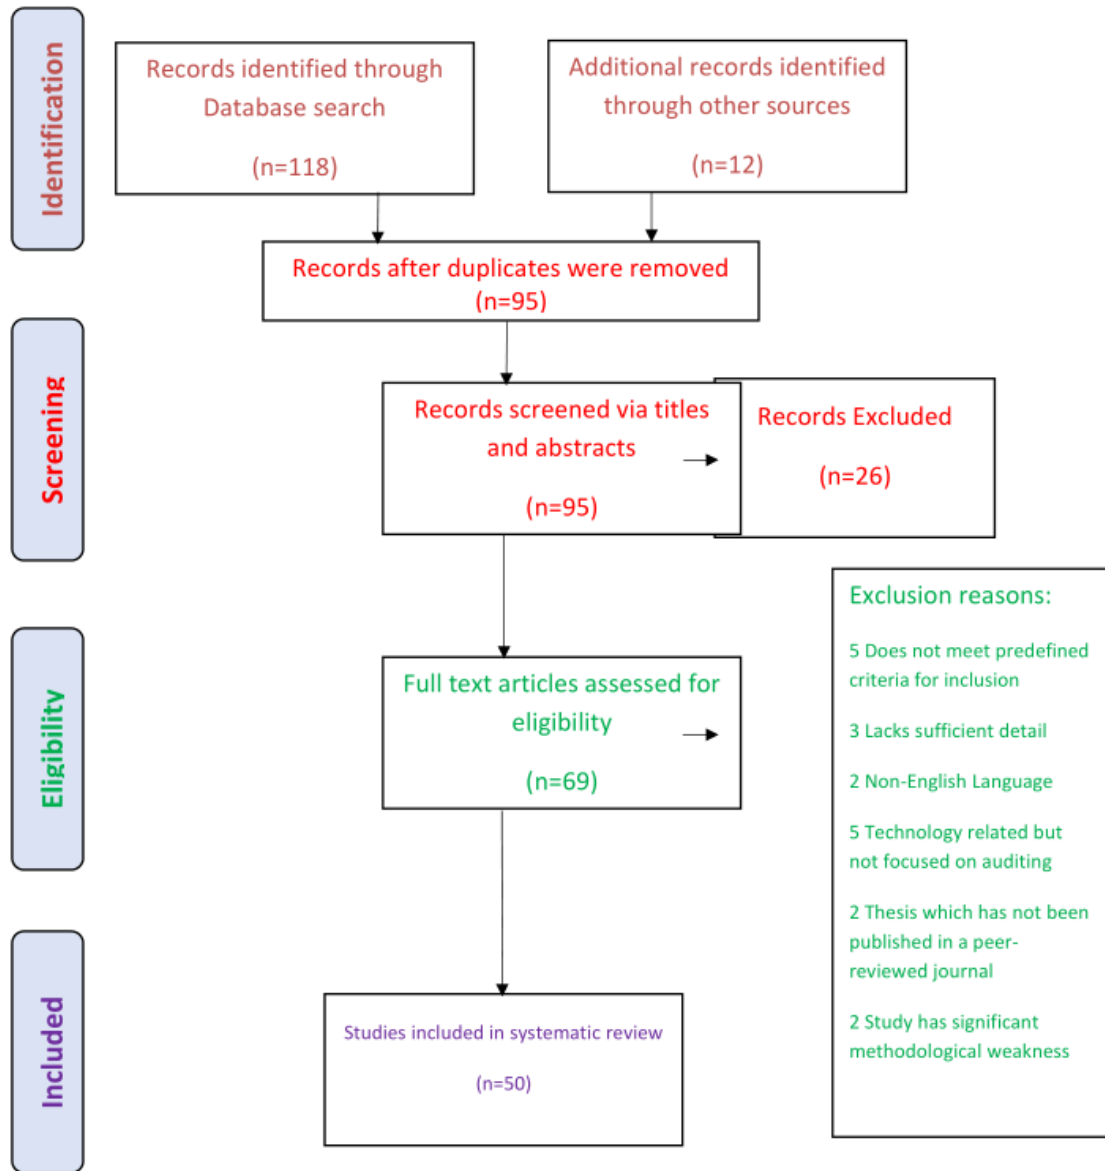 Identification
Records identified through
Database search
(n=118)
Additional records identified
through other sources
(n=12)
Records after duplicates were removed
(n=95)
Screening
Records screened via titles
and abstracts
(n=95)
Records Excluded
(n=26)
Eligibility
Full text articles assessed for
eligibility
(n=69)
Exclusion reasons:
5 Does not meet predefined
criteria for inclusion
3 Lacks sufficient detail
2 Non-English Language
5 Technology related but
not focused on auditing
2 Thesis which has not been
published in a peer-
reviewed journal
2 Study has significant
methodological weakness
Included
Studies included in systematic review
(n=50)